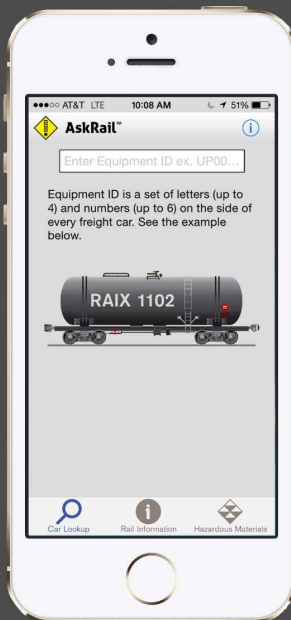 AT&T LTE 10:08 AM 51%
AskRail™
Enter Equipment ID ex. UP00...
Equipment ID is a set of letters (up to
4) and numbers (up to 6) on the side of
every freight car. See the example
below.
RAIX 1102
Car Lookup Rail Information Hazardous Materials